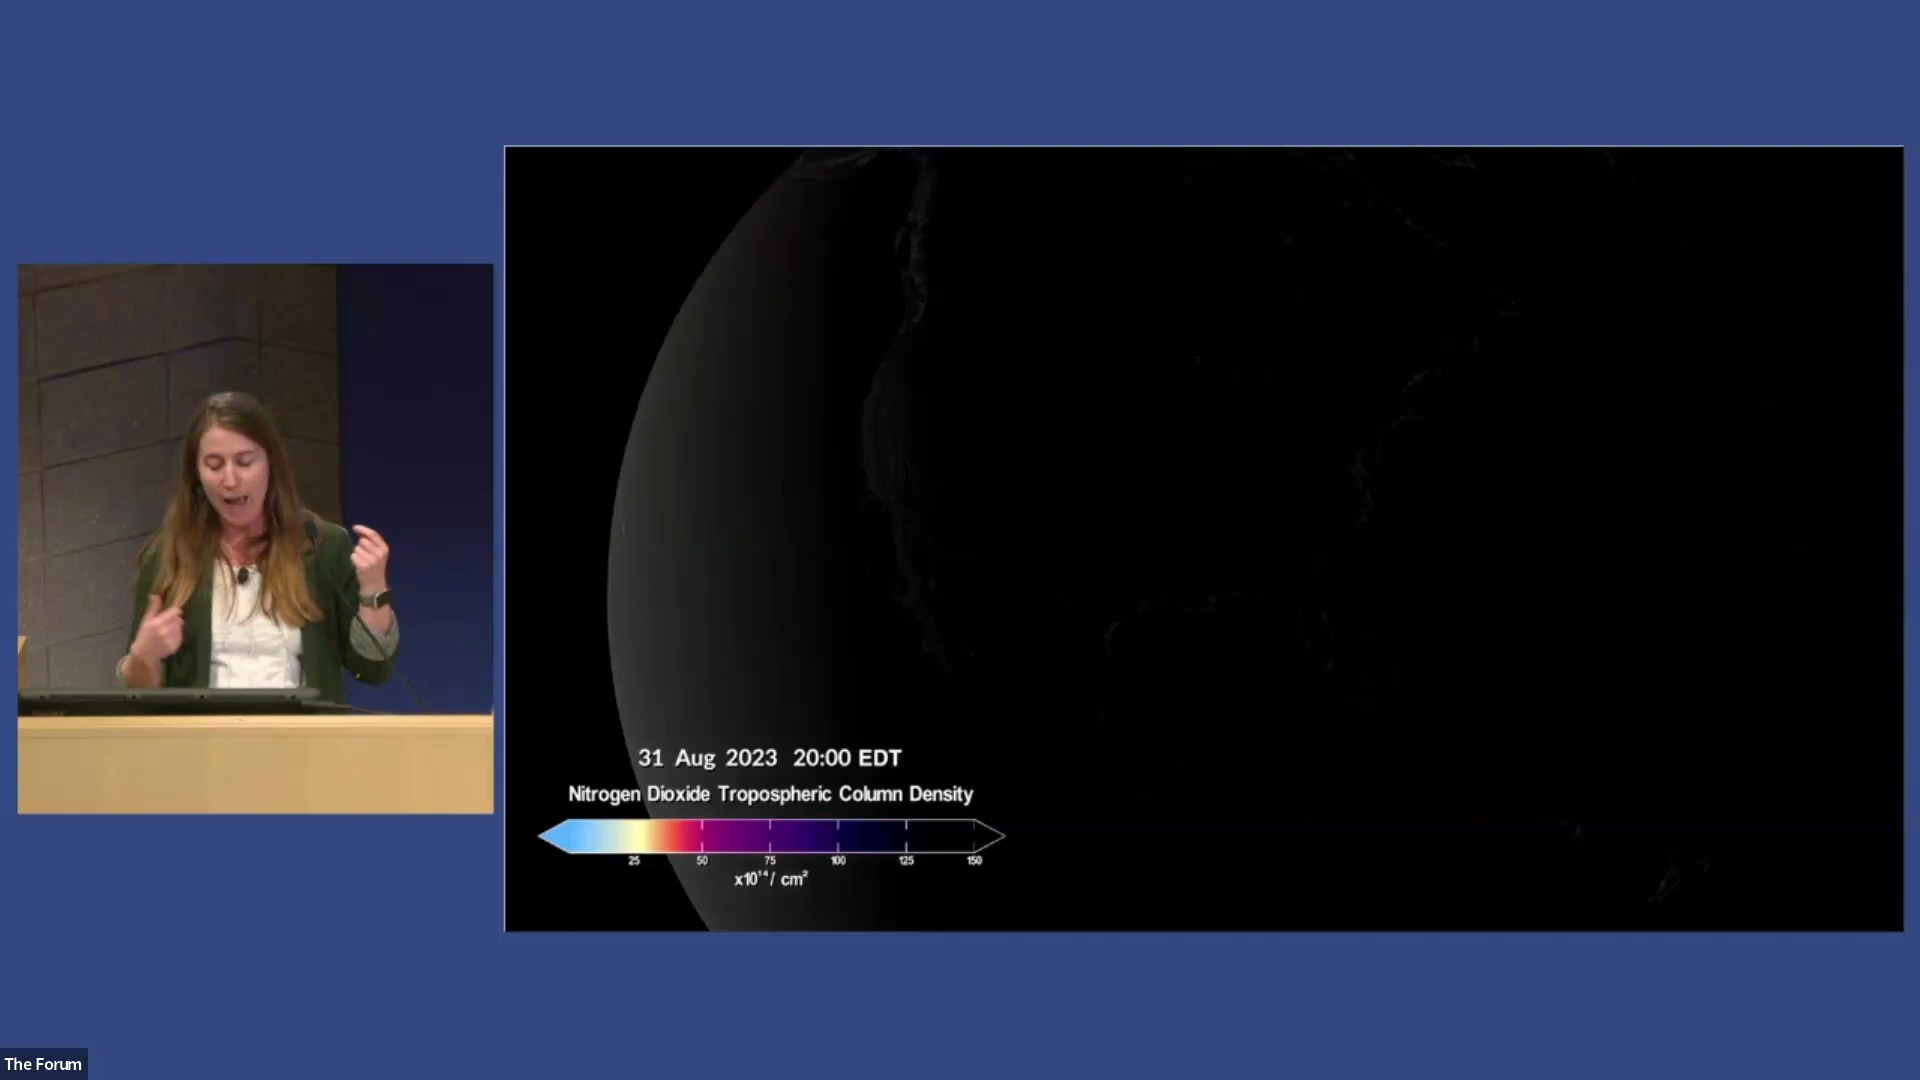 31 Aug 2023 20:00 EDT
Nitrogen Dioxide Tropospheric Column Density
25 50 75 100 125 150
x10¹⁴/ cm²
The Forum